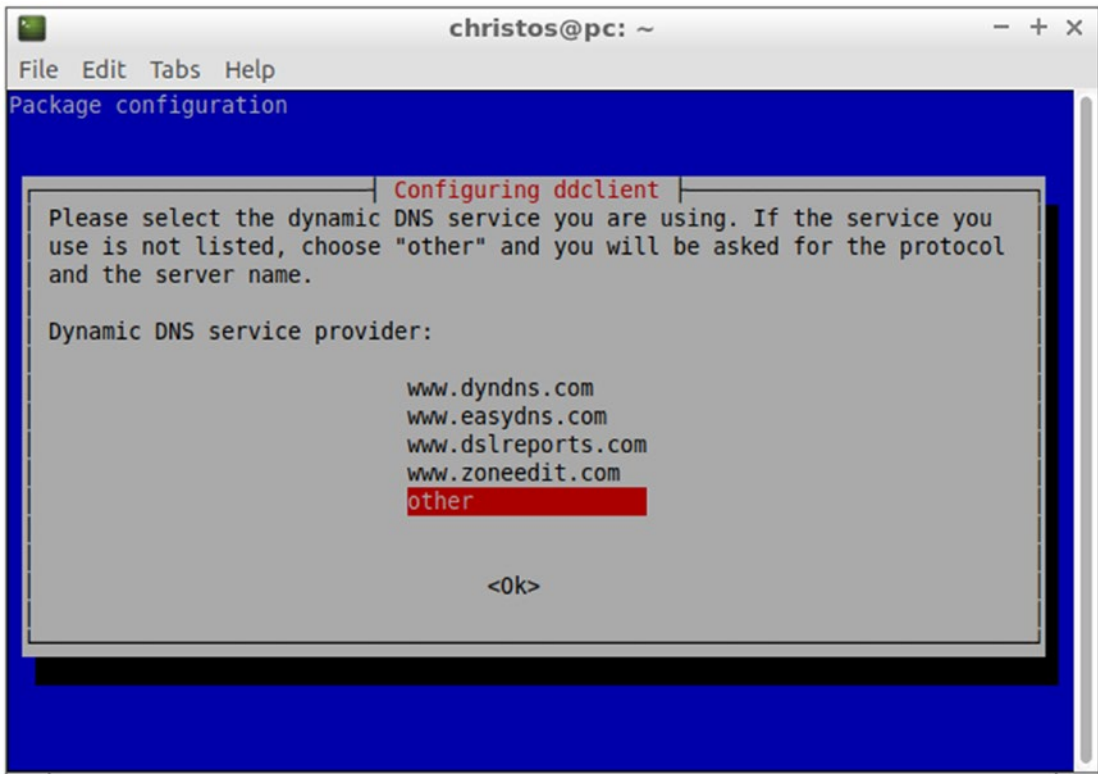 christos@pc: ~
File Edit Tabs Help
Package configuration
Configuring ddclient
Please select the dynamic DNS service you are using. If the service you
use is not listed, choose "other" and you will be asked for the protocol
and the server name.
Dynamic DNS service provider:
www.dyndns.com
www.easydns.com
www.dslreports.com
www.zoneedit.com
other
<Ok>